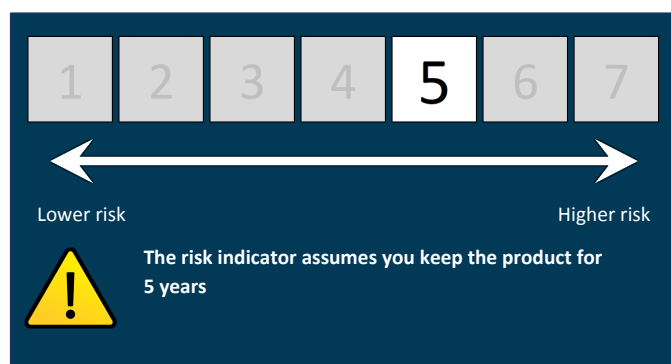 1 2 3 4 5 6 7
Lower risk Higher risk
The risk indicator assumes you keep the product for
5 years